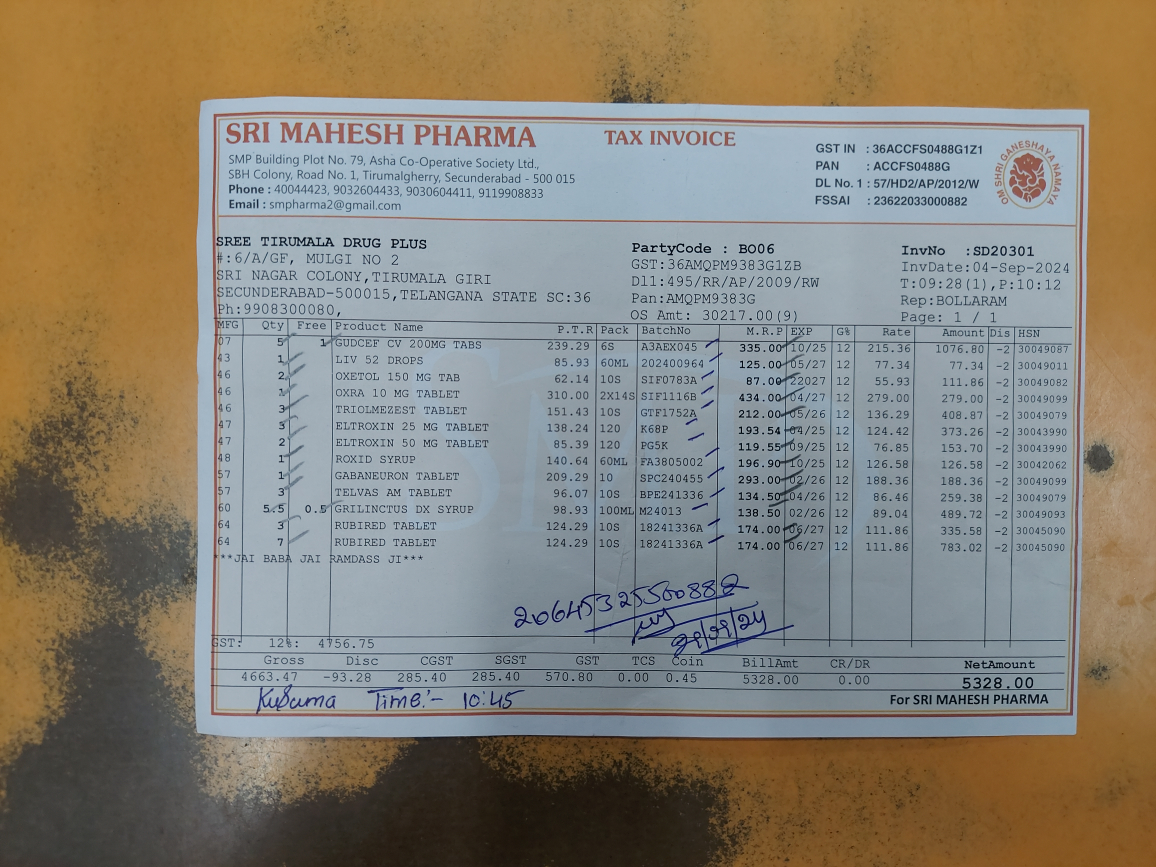 SRI MAHESH PHARMA TAX INVOICE
SMP Building Plot No. 79, Asha Co-Operative Society Ltd.,
SBH Colony, Road No. 1, Tirumalgherry, Secunderabad - 500 015
Phone : 40044423, 9032604433, 9030604411, 9119908833
Email : smpharma2@gmail.com
GST IN : 36ACCFS0488G1Z1
PAN : ACCFS0488G
DL No. 1 : 57/HD2/AP/2012/W
FSSAI : 23622033000882
OM SHRI GANESHAYA NAMAYA
SREE TIRUMALA DRUG PLUS
#:6/A/GF, MULGI NO 2
SRI NAGAR COLONY,TIRUMALA GIRI
SECUNDERABAD-500015,TELANGANA STATE SC:36
Ph:9908300080,
PartyCode : BO06
GST:36AMQPM9383G1ZB
Dl1:495/RR/AP/2009/RW
Pan:AMQPM9383G
OS Amt: 30217.00(9)
InvNo :SD20301
InvDate:04-Sep-2024
T:09:28(1),P:10:12
Rep:BOLLARAM
Page: 1 / 1
MFG Qty Free Product Name P.T.R Pack BatchNo M.R.P EXP G% Rate Amount Dis HSN
07 5 1 GUDCEF CV 200MG TABS 239.29 6S A3AEX045 335.00 10/25 12 215.36 1076.80 -2 30049087
43 1 LIV 52 DROPS 85.93 60ML 202400964 125.00 05/27 12 77.34 77.34 -2 30049011
46 2 OXETOL 150 MG TAB 62.14 10S SIF0783A 87.00 22027 12 55.93 111.86 -2 30049082
46 1 OXRA 10 MG TABLET 310.00 2X14S SIF1116B 434.00 04/27 12 279.00 279.00 -2 30049099
46 3 TRIOLMEZEST TABLET 151.43 10S GTF1752A 212.00 05/26 12 136.29 408.87 -2 30049079
47 3 ELTROXIN 25 MG TABLET 138.24 120 K68P 193.54 04/25 12 124.42 373.26 -2 30043990
47 2 ELTROXIN 50 MG TABLET 85.39 120 PG5K 119.55 09/25 12 76.85 153.70 -2 30043990
48 1 ROXID SYRUP 140.64 60ML FA3805002 196.90 10/25 12 126.58 126.58 -2 30042062
57 1 GABANEURON TABLET 209.29 10 SPC240455 293.00 02/26 12 188.36 188.36 -2 30049099
57 3 TELVAS AM TABLET 96.07 10S BPE241336 134.50 04/26 12 86.46 259.38 -2 30049079
60 5.5 0.5 GRILINCTUS DX SYRUP 98.93 100ML M24013 138.50 02/26 12 89.04 489.72 -2 30049093
64 3 RUBIRED TABLET 124.29 10S 18241336A 174.00 06/27 12 111.86 335.58 -2 30045090
64 7 RUBIRED TABLET 124.29 10S 18241336A 174.00 06/27 12 111.86 783.02 -2 30045090
***JAI BABA JAI RAMDASS JI***
GST: 12%: 4756.75
Gross Disc CGST SGST GST TCS Coin BillAmt CR/DR NetAmount
4663.47 -93.28 285.40 285.40 570.80 0.00 0.45 5328.00 0.00 5328.00
Kusuma Time:- 10:45
For SRI MAHESH PHARMA